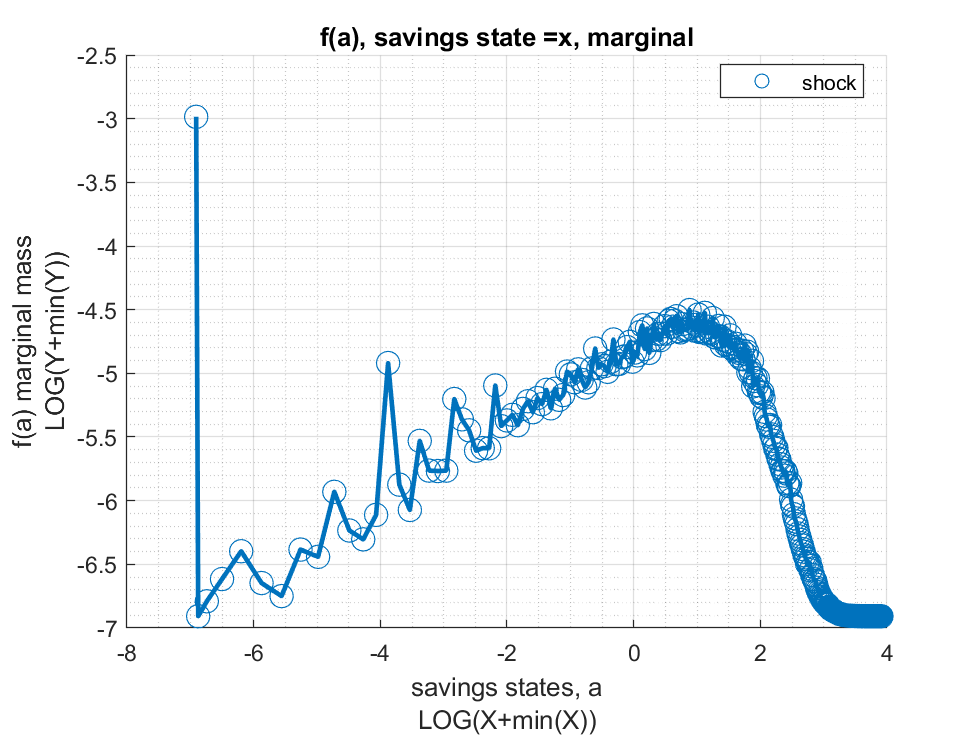 f(a), savings state =x, marginal
shock
-2.5
-3
-3.5
-4
-4.5
-5
-5.5
-6
-6.5
-7
f(a) marginal mass
LOG(Y+min(Y))
-8
-6
-4
-2
0
2
4
savings states, a
LOG(X+min(X))